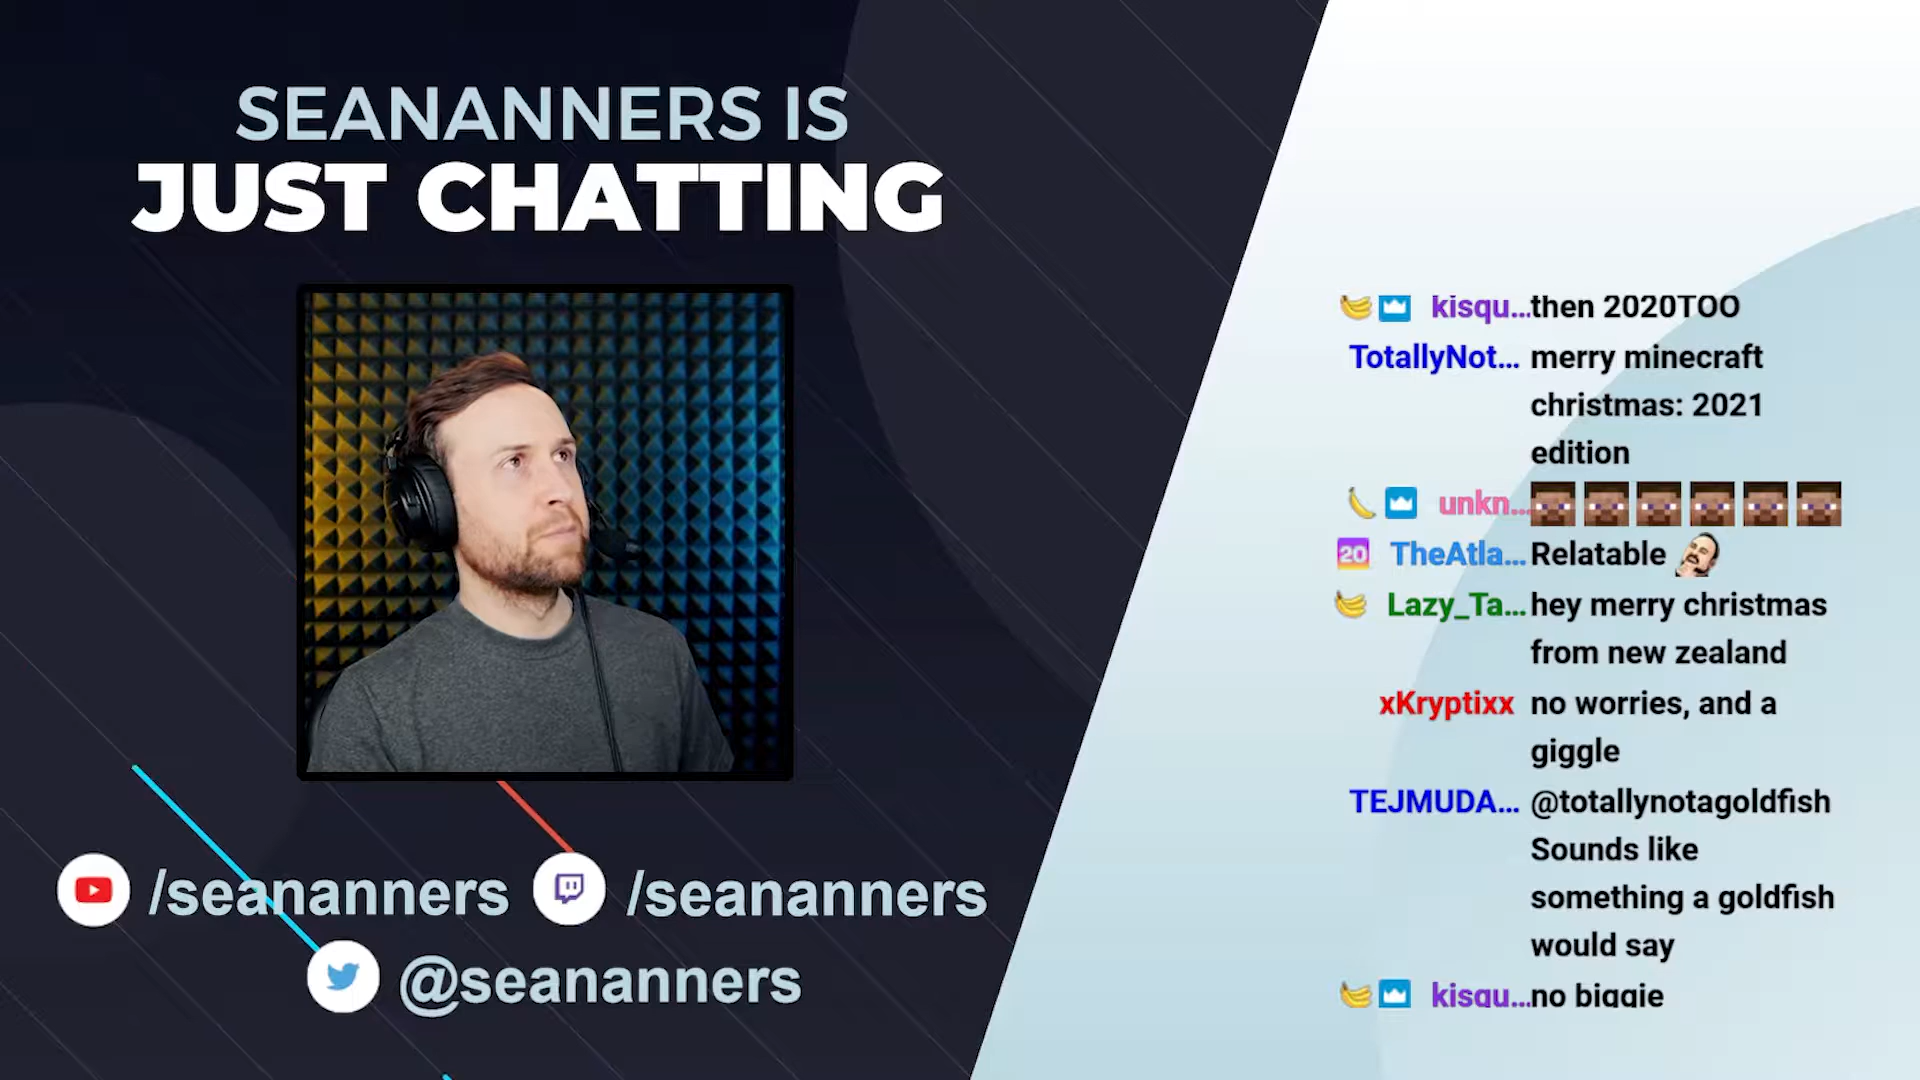 SEANANNERS IS
JUST CHATTING
/seananners /seananners
@seananners
kisqu...then 2020TOO
TotallyNot... merry minecraft
christmas: 2021
edition
unkn...
20 TheAtla... Relatable
Lazy_Ta... hey merry christmas
from new zealand
xKryptixx no worries, and a
giggle
TEJMUDA... @totallynotagoldfish
Sounds like
something a goldfish
would say
kisqu...no biggie